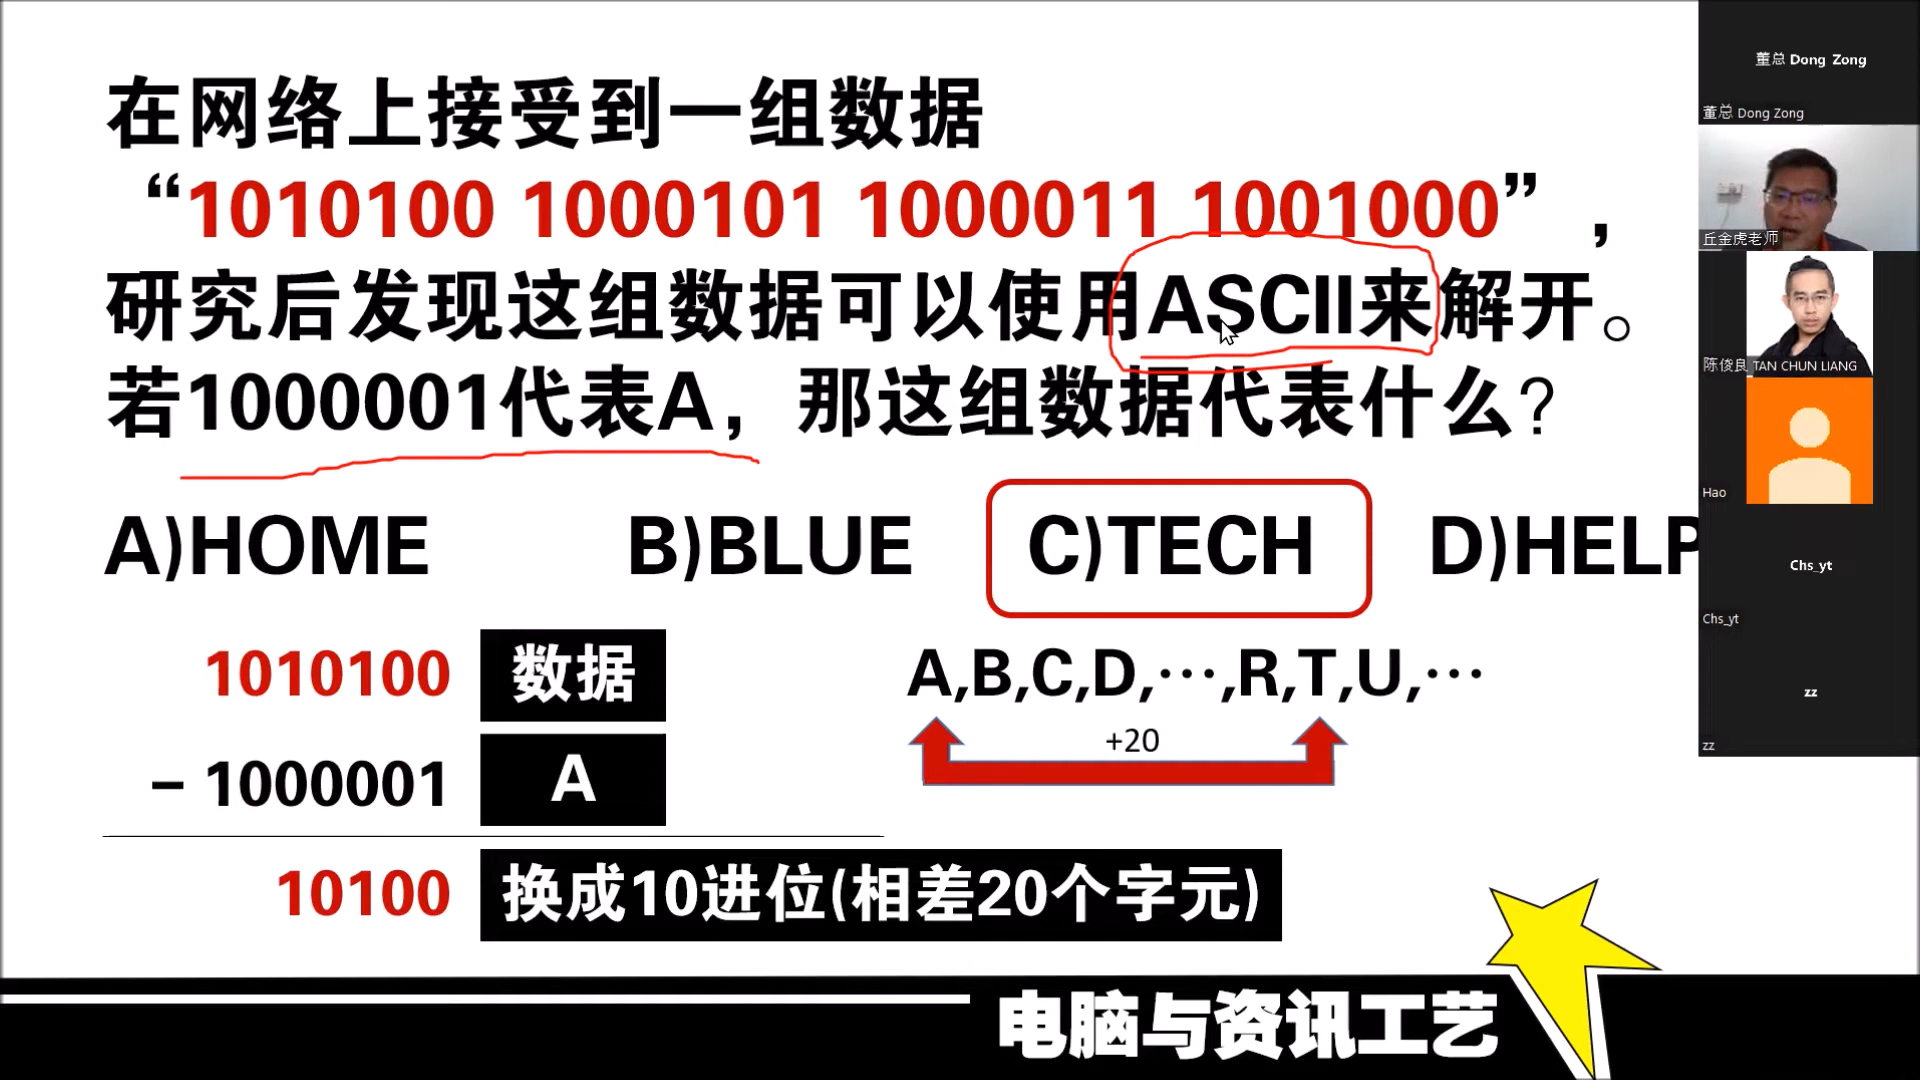 在网络上接受到一组数据
“1010100 1000101 1000011 1001000”，
研究后发现这组数据可以使用ASCII来解开。
若1000001代表A，那这组数据代表什么？
A)HOME B)BLUE C)TECH D)HELP
1010100 数据
A,B,C,D,…,R,T,U,…
+20
– 1000001 A
10100 换成10进位(相差20个字元)
电脑与资讯工艺
董总 Dong Zong
董总 Dong Zong
丘金虎老师
陈俊良_TAN CHUN LIANG
Hao
Chs_yt
Chs_yt
zz
zz